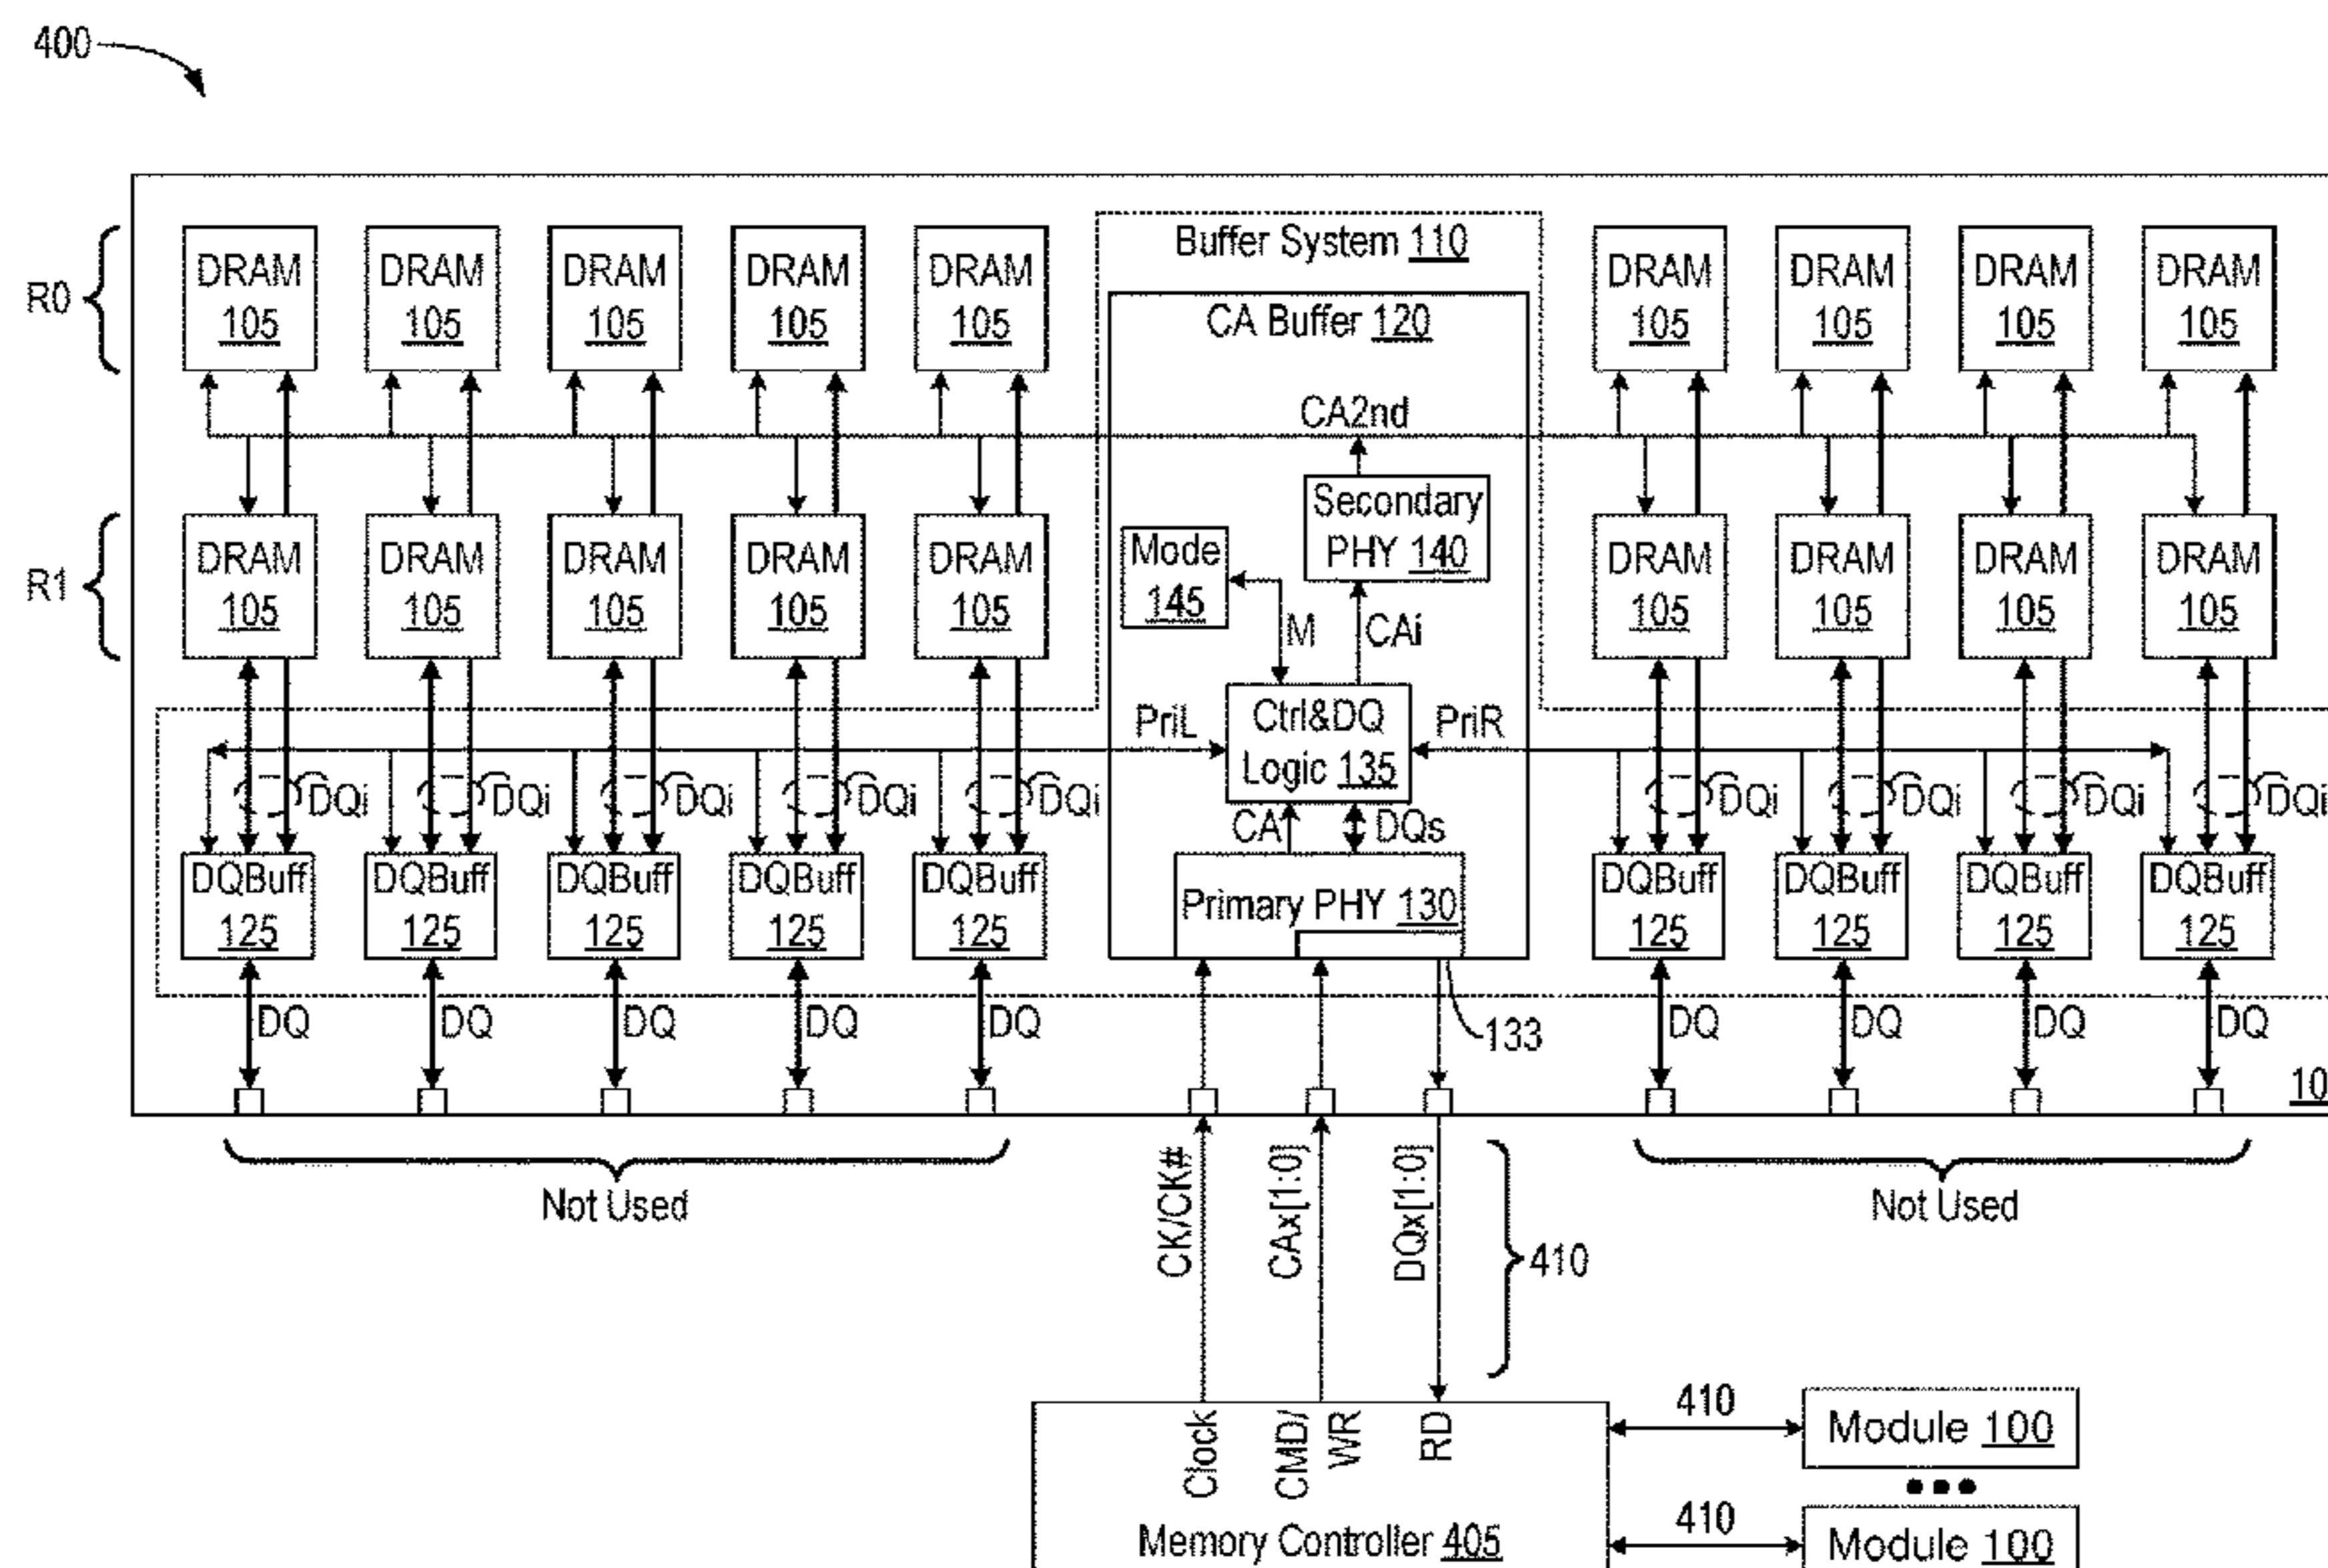 400
R0
DRAM DRAM DRAM DRAM DRAM
105 105 105 105 105
Buffer System 110
DRAM DRAM DRAM DRAM
105 105 105 105
CA Buffer 120
CA2nd
Secondary
PHY 140
Mode
145
R1
DRAM DRAM DRAM DRAM DRAM
105 105 105 105 105
DRAM DRAM DRAM DRAM
105 105 105 105
M CAi
PriL
Ctrl&DQ
Logic 135
PriR
DQi DQi DQi DQi DQi
DQi DQi DQi DQi
CA DQs
DQBuff DQBuff DQBuff DQBuff DQBuff
125 125 125 125 125
Primary PHY 130
DQBuff DQBuff DQBuff DQBuff
125 125 125 125
DQ DQ DQ DQ DQ
133
DQ DQ DQ DQ
10
Not Used
CK/CK#
CAx[1:0]
DQx[1:0]
410
Not Used
Clock
CMD/
WR
RD
410
Module 100
410
Module 100
Memory Controller 405